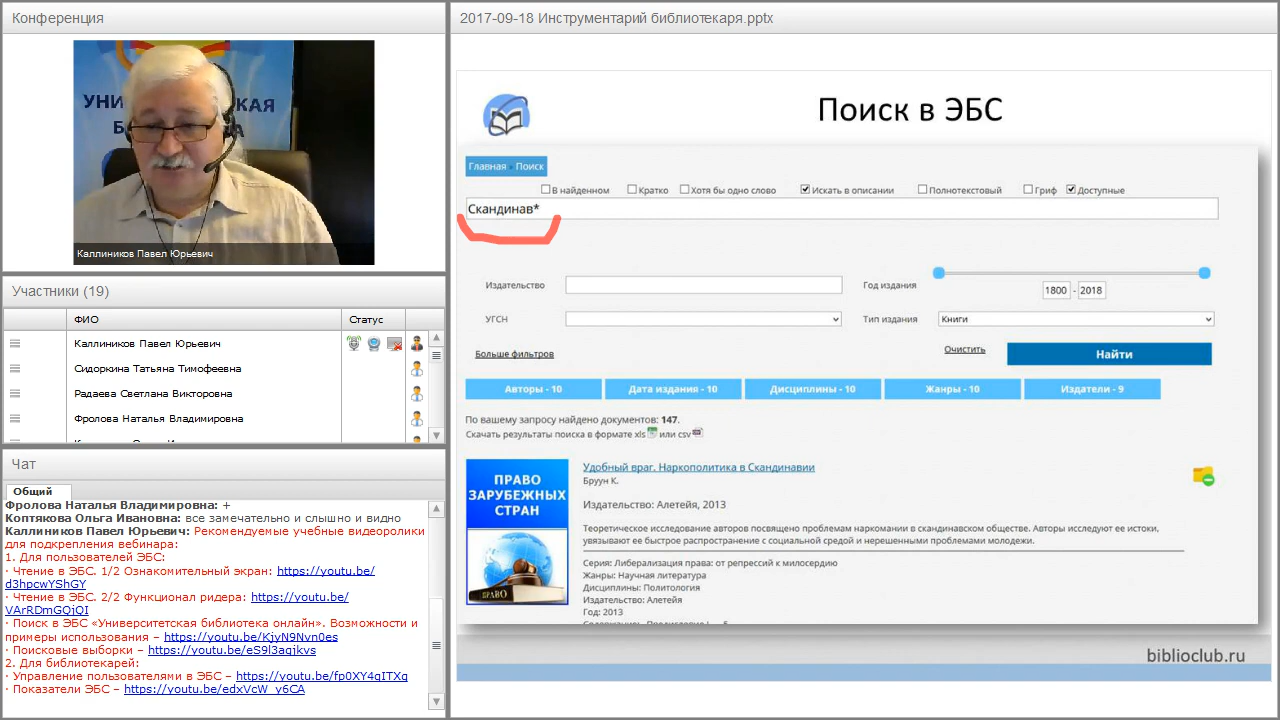 Конференция
УНИ КАЯ
Б А
Каллиников Павел Юрьевич
Участники (19)
ФИО Статус
Каллиников Павел Юрьевич
Сидоркина Татьяна Тимофеевна
Радаева Светлана Викторовна
Фролова Наталья Владимировна
Чат
Общий
Фролова Наталья Владимировна: +
Коптякова Ольга Ивановна: все замечательно и слышно и видно
Каллиников Павел Юрьевич: Рекомендуемые учебные видеоролики
для подкрепления вебинара:
1. Для пользователей ЭБС:
· Чтение в ЭБС. 1/2 Ознакомительный экран: https://youtu.be/
d3hpcwYShGY
· Чтение в ЭБС. 2/2 Функционал ридера: https://youtu.be/
VArRDmGQjQI
· Поиск в ЭБС «Университетская библиотека онлайн». Возможности и
примеры использования – https://youtu.be/KjyN9Nvn0es
· Поисковые выборки – https://youtu.be/eS9l3aqjkvs
2. Для библиотекарей:
· Управление пользователями в ЭБС – https://youtu.be/fp0XY4qITXg
· Показатели ЭБС – https://youtu.be/edxVcW_y6CA
2017-09-18 Инструментарий библиотекаря.pptx
Поиск в ЭБС
Главная Поиск
В найденном Кратко Хотя бы одно слово Искать в описании Полнотекстовый Гриф Доступные
Скандинав*
Издательство Год издания
1800 - 2018
УГСН Тип издания Книги
Больше фильтров Очистить Найти
Авторы - 10 Дата издания - 10 Дисциплины - 10 Жанры - 10 Издатели - 9
По вашему запросу найдено документов: 147.
Скачать результаты поиска в формате xls или csv
ПРАВО
ЗАРУБЕЖНЫХ
СТРАН
ПРАВО
Удобный враг. Наркополитика в Скандинавии
Бруун К.
Издательство: Алетейя, 2013
Теоретическое исследование авторов посвящено проблемам наркомании в скандинавском обществе. Авторы исследуют ее истоки,
увязывают ее быстрое распространение с социальной средой и нерешенными проблемами молодежи.
Серия: Либерализация права: от репрессий к милосердию
Жанры: Научная литература
Дисциплины: Политология
Издательство: Алетейя
Год: 2013
biblioclub.ru